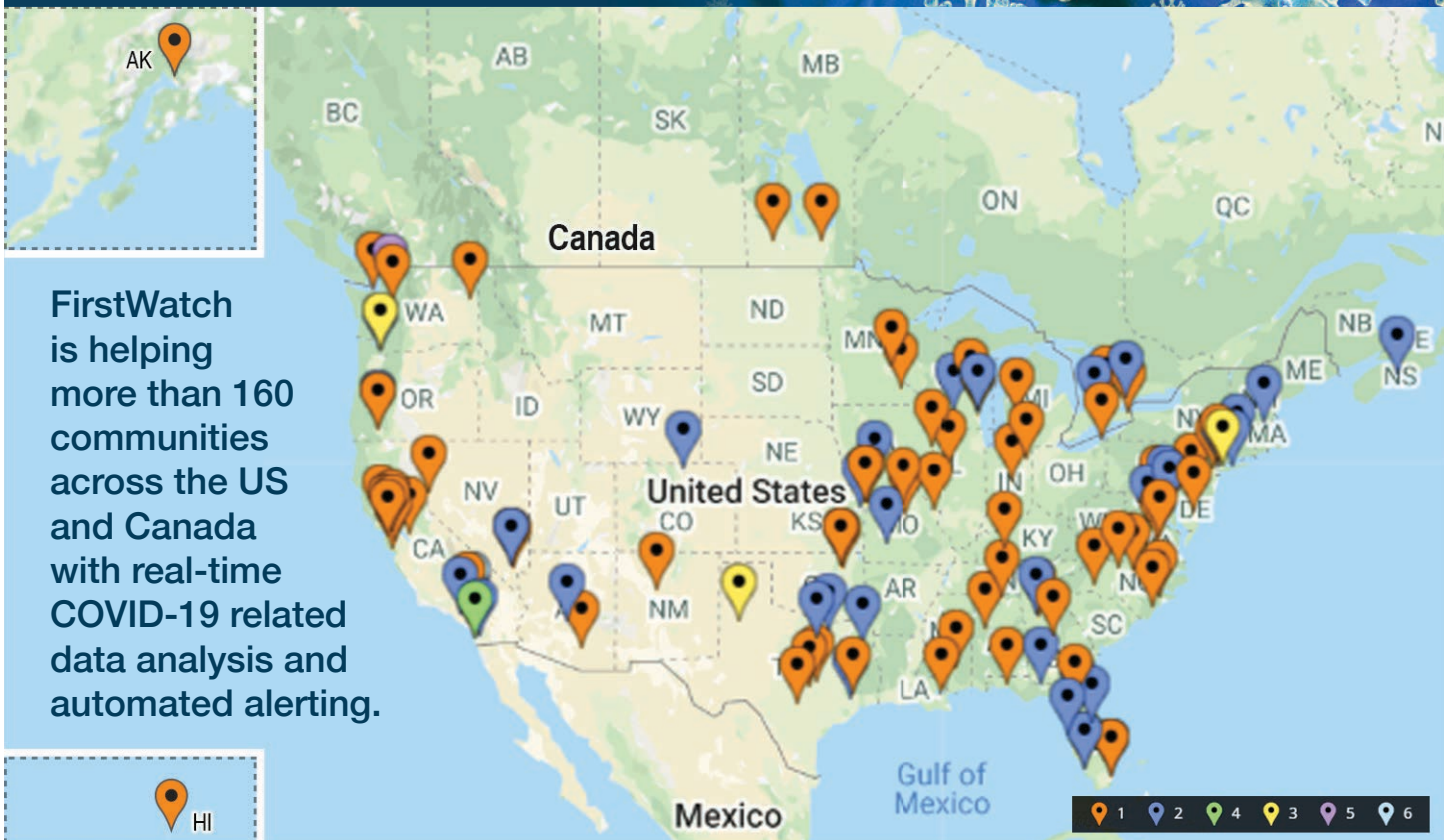 AK
AB
MB
BC
SK
N
ON
QC
Canada
FirstWatch
is helping
more than 160
communities
across the US
and Canada
with real-time
COVID-19 related
data analysis and
automated alerting.
WA
MT
ND
MN
NB
E
ME
NS
OR
ID
SD
WY
MI
MA
NE
IN
OH
NV
UT
United States
CO
KS
MO
DE
CA
KY
NM
AR
SC
LA
Gulf of
Mexico
Mexico
HI
1 2 4 3 5 6